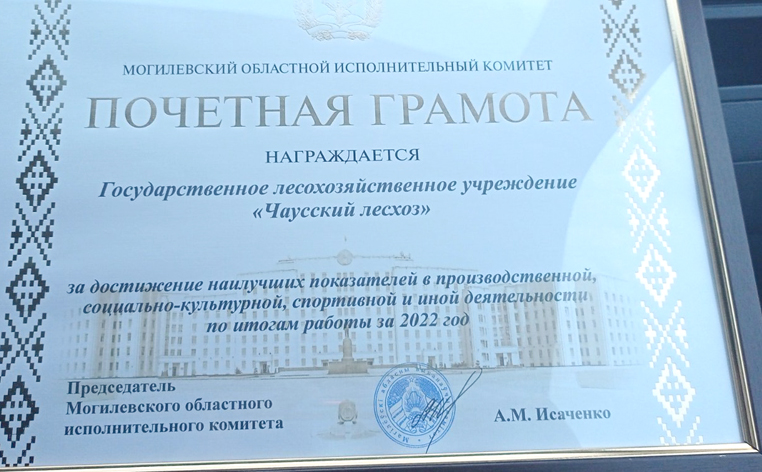 МОГИЛЕВСКИЙ ОБЛАСТНОЙ ИСПОЛНИТЕЛЬНЫЙ КОМИТЕТ
ПОЧЕТНАЯ ГРАМОТА
НАГРАЖДАЕТСЯ
Государственное лесохозяйственное учреждение
«Чаусский лесхоз»
за достижение наилучших показателей в производственной,
социально-культурной, спортивной и иной деятельности
по итогам работы за 2022 год
Председатель
Могилевского областного
исполнительного комитета
А.М. Исаченко